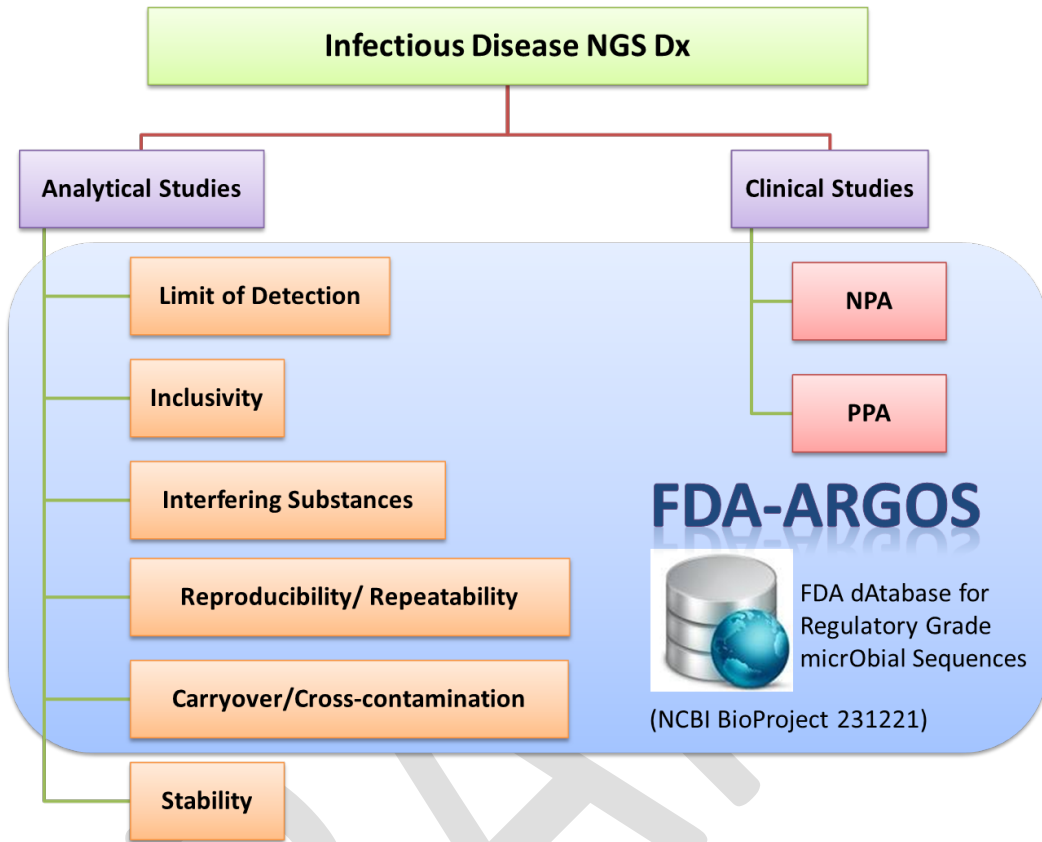 Infectious Disease NGS Dx
Analytical Studies
Clinical Studies
Limit of Detection
Inclusivity
Interfering Substances
Reproducibility/ Repeatability
Carryover/Cross-contamination
Stability
NPA
PPA
FDA-ARGOS
FDA dAtabase for
Regulatory Grade
micrObial Sequences
(NCBI BioProject 231221)